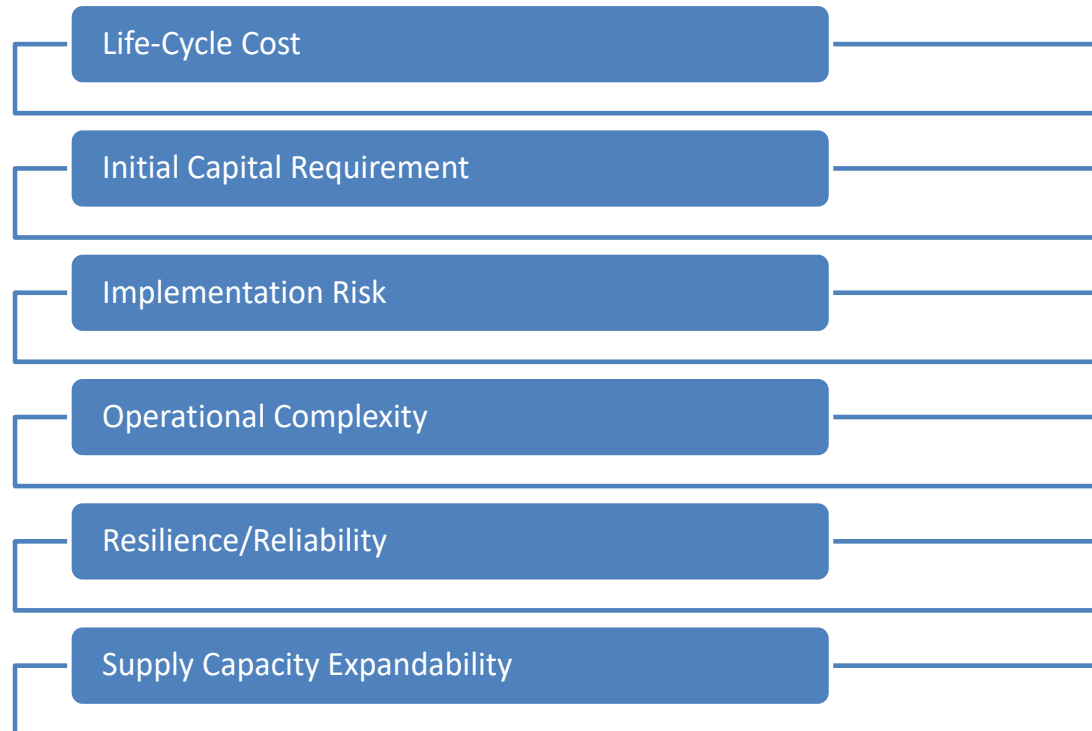 Life-Cycle Cost
Initial Capital Requirement
Implementation Risk
Operational Complexity
Resilience/Reliability
Supply Capacity Expandability